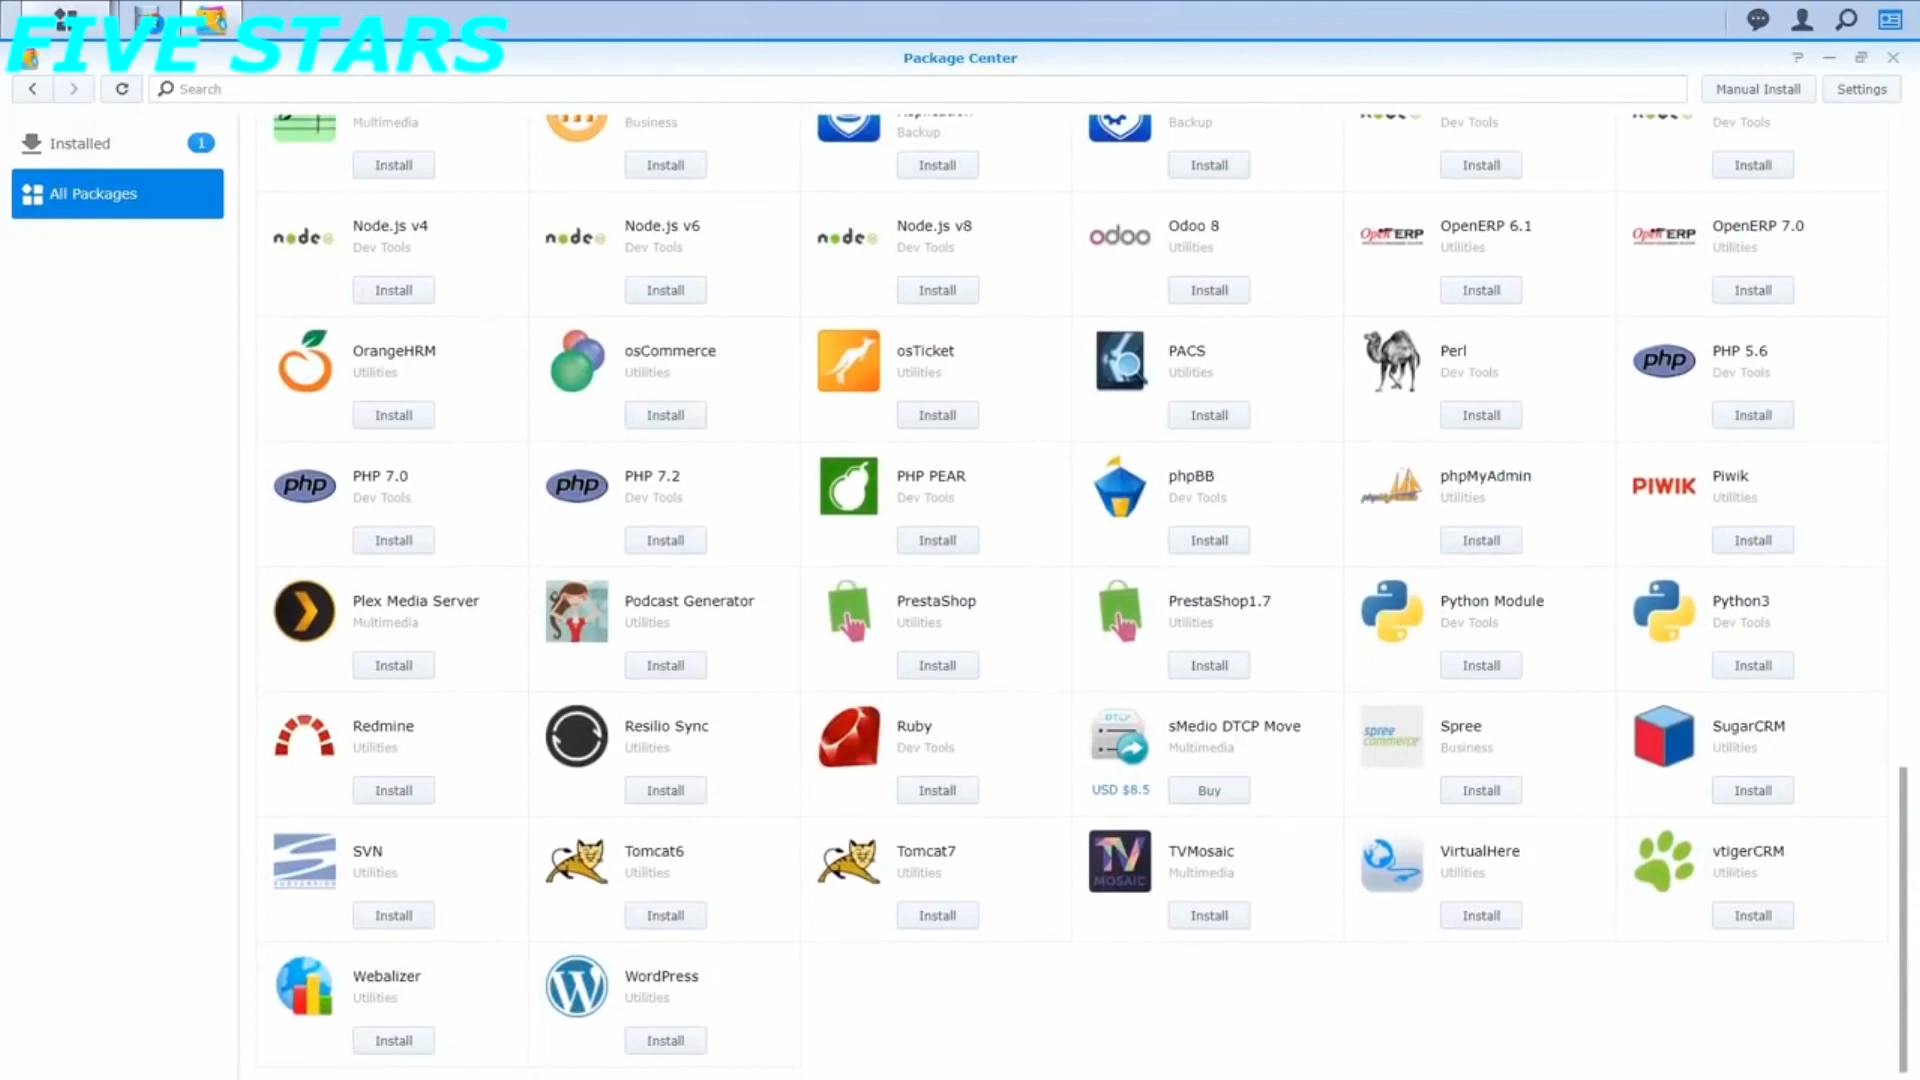 FIVE STARS
Package Center
Search
Manual Install
Settings
Installed
1
All Packages
Multimedia
Business
Backup
Backup
Dev Tools
Dev Tools
Install
Install
Install
Install
Install
Install
node
Node.js v4
Dev Tools
Install
node
Node.js v6
Dev Tools
Install
node
Node.js v8
Dev Tools
Install
odoo
Odoo 8
Utilities
Install
OpenERP
OpenERP 6.1
Utilities
Install
OpenERP
OpenERP 7.0
Utilities
Install
OrangeHRM
Utilities
Install
osCommerce
Utilities
Install
osTicket
Utilities
Install
PACS
Utilities
Install
Perl
Dev Tools
Install
php
PHP 5.6
Dev Tools
Install
php
PHP 7.0
Dev Tools
Install
php
PHP 7.2
Dev Tools
Install
PHP PEAR
Dev Tools
Install
phpBB
Dev Tools
Install
phpMyAdmin
phpMyAdmin
Utilities
Install
PIWIK
Piwik
Utilities
Install
Plex Media Server
Multimedia
Install
Podcast Generator
Utilities
Install
PrestaShop
Utilities
Install
PrestaShop1.7
Utilities
Install
Python Module
Dev Tools
Install
Python3
Dev Tools
Install
Redmine
Utilities
Install
Resilio Sync
Utilities
Install
Ruby
Dev Tools
Install
DTCP
sMedio DTCP Move
Multimedia
USD $8.5
Buy
spree
commerce
Spree
Business
Install
SugarCRM
Utilities
Install
SUBVERSION
SVN
Utilities
Install
Tomcat6
Utilities
Install
Tomcat7
Utilities
Install
TV
MOSAIC
TVMosaic
Multimedia
Install
VirtualHere
Utilities
Install
vtigerCRM
Utilities
Install
Webalizer
Utilities
Install
W
WordPress
Utilities
Install